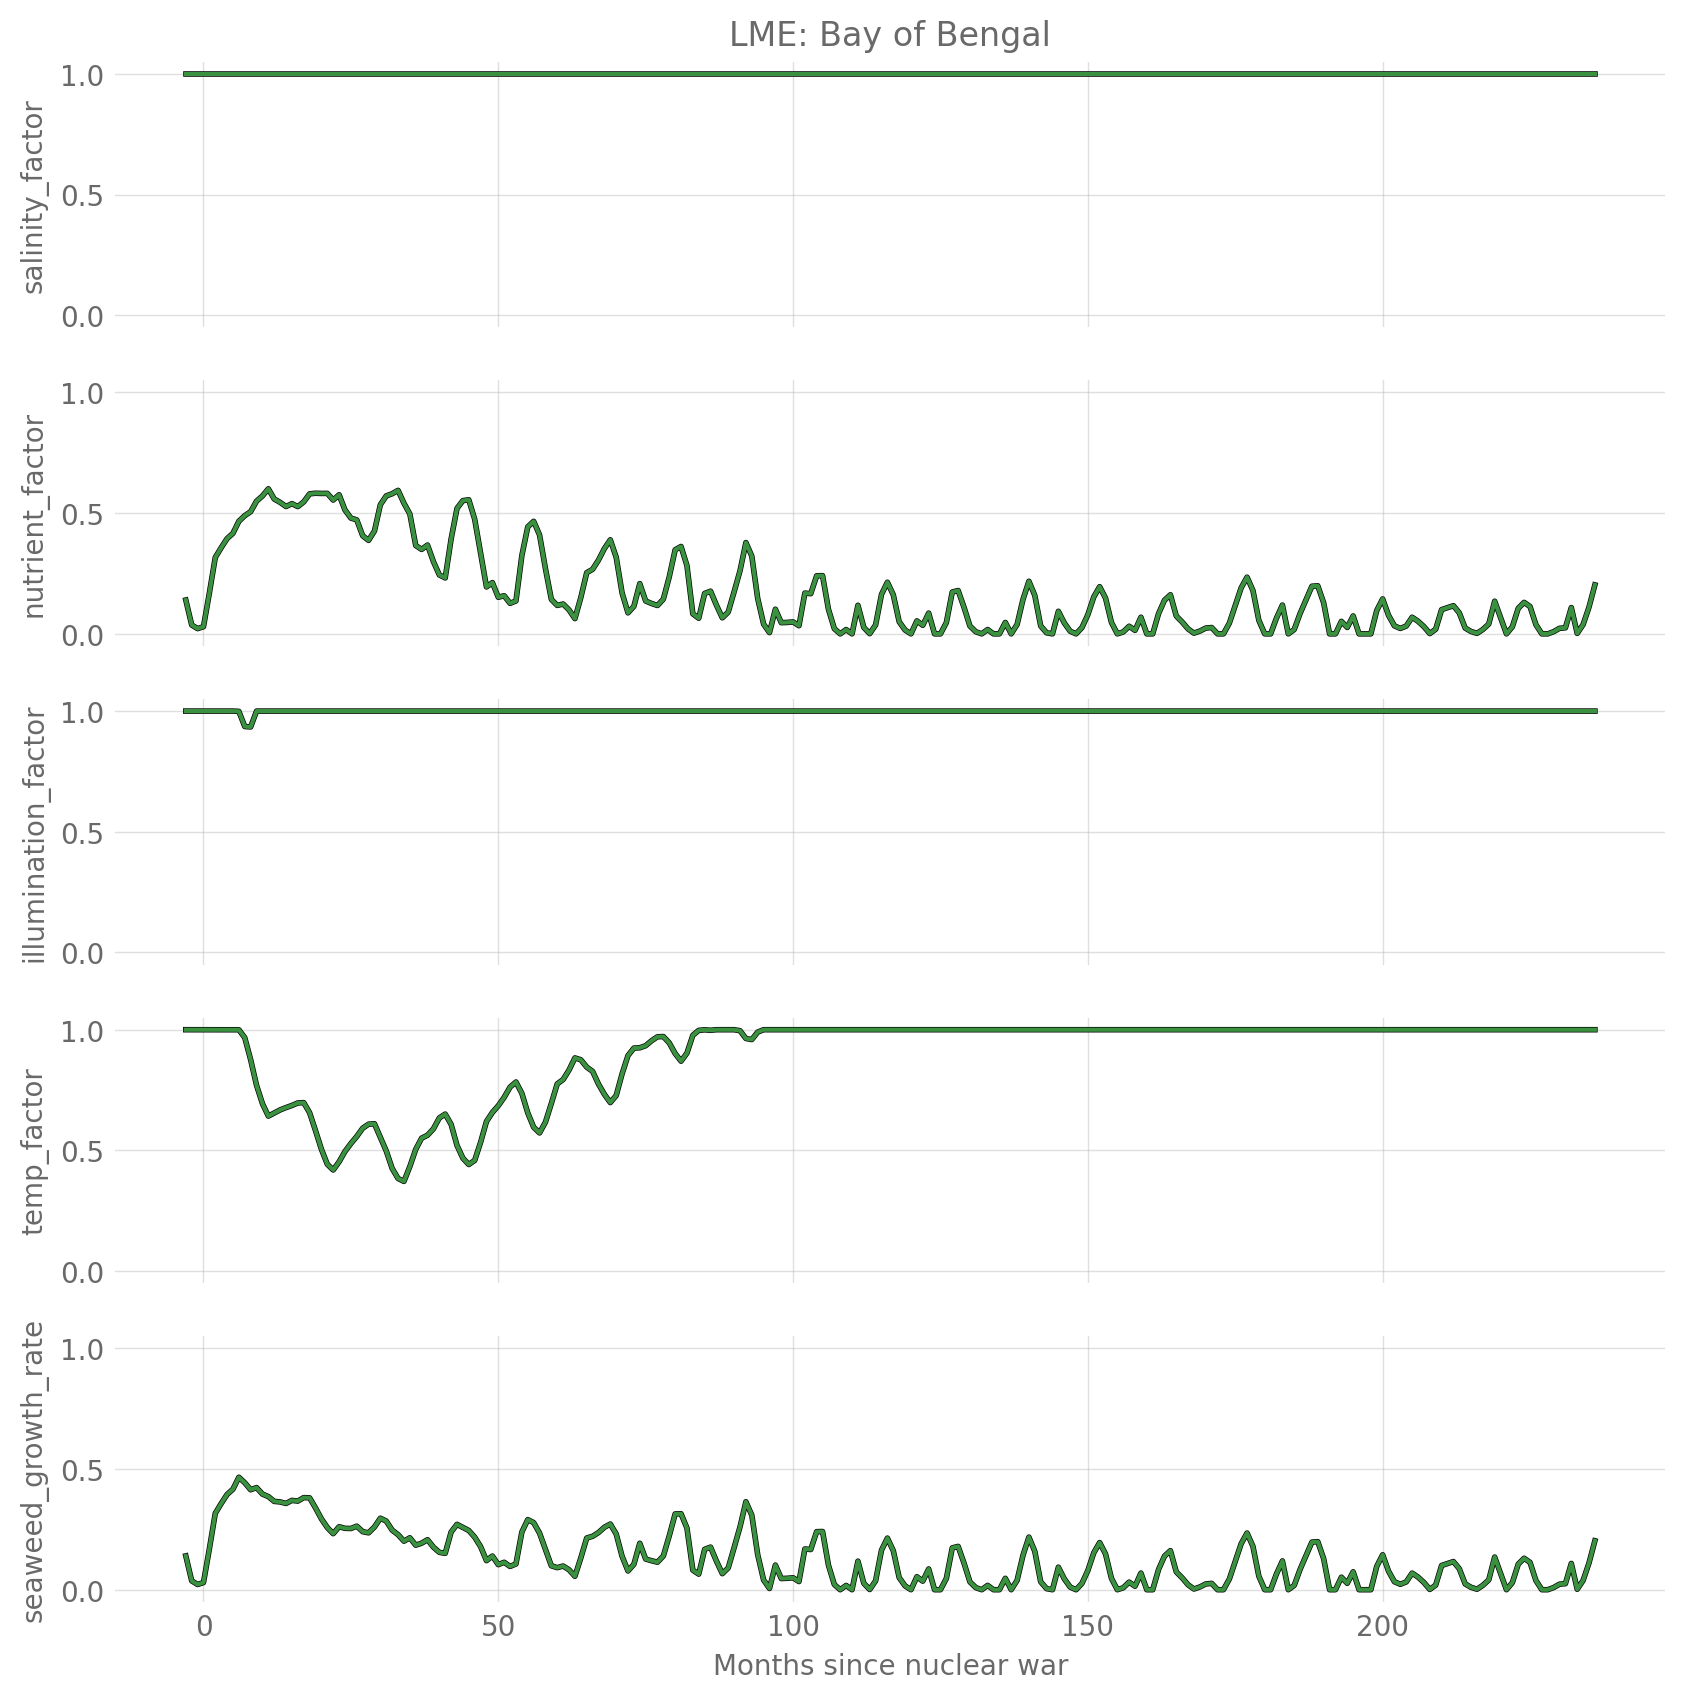 LME: Bay of Bengal
1.0
0.5
0.0
salinity_factor
1.0
0.5
0.0
nutrient_factor
1.0
0.5
0.0
illumination_factor
1.0
0.5
0.0
temp_factor
1.0
0.5
0.0
seaweed_growth_rate
0 50 100 150 200
Months since nuclear war